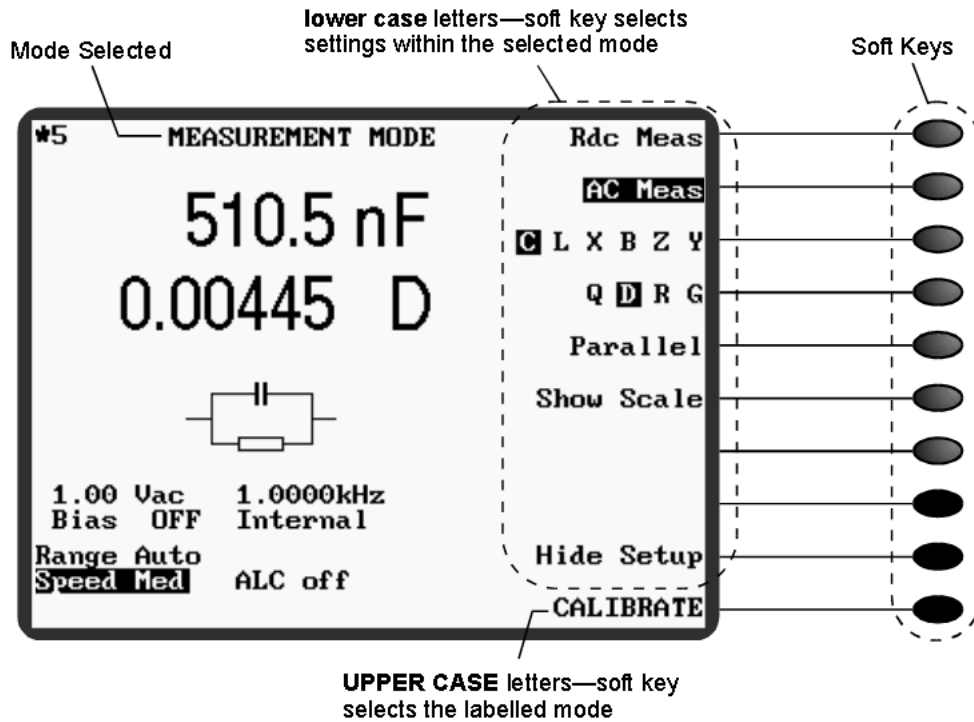 lower case letters—soft key selects
settings within the selected mode
Mode Selected
Soft Keys
*5
MEASUREMENT MODE
Rdc Meas
510.5 nF
AC Meas
C L X B Z Y
0.00445 D
Q D R G
Parallel
Show Scale
1.00 Vac 1.0000kHz
Bias OFF Internal
Range Auto
Hide Setup
Speed Med ALC off
CALIBRATE
UPPER CASE letters—soft key
selects the labelled mode